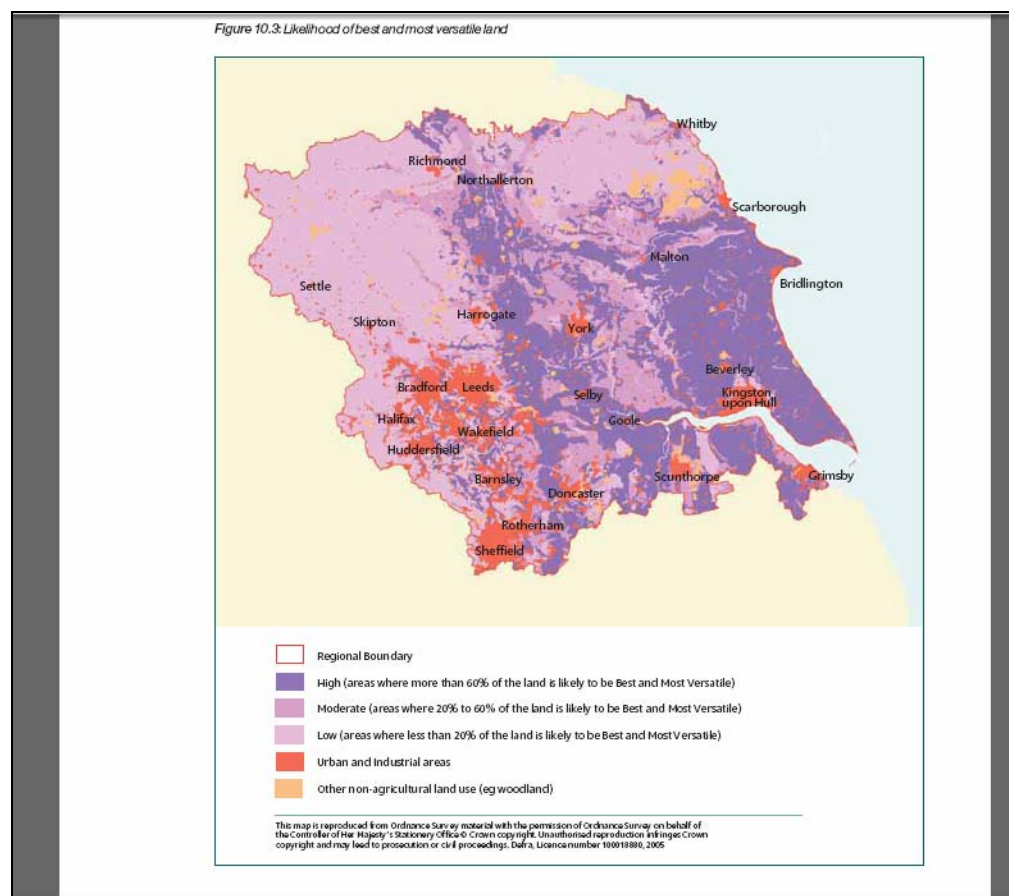 Figure 10.3: Likelihood of best and most versatile land
Whitby
Richmond
Northallerton
Scarborough
Malton
Bridlington
Settle
Harrogate
Skipton
York
Beverley
Bradford
Leeds
Selby
Kingston
upon Hull
Halifax
Goole
Wakefield
Huddersfield
Barnsley
Scunthorpe
Grimsby
Doncaster
Rotherham
Sheffield
Regional Boundary
High (areas where more than 60% of the land is likely to be Best and Most Versatile)
Moderate (areas where 20% to 60% of the land is likely to be Best and Most Versatile)
Low (areas where less than 20% of the land is likely to be Best and Most Versatile)
Urban and Industrial areas
Other non-agricultural land use (eg woodland)
This map is reproduced from Ordnance Survey material with the permission of Ordnance Survey on behalf of
the Controller of Her Majesty's Stationery Office © Crown copyright. Unauthorised reproduction infringes Crown
copyright and may lead to prosecution or civil proceedings. Defra, Licence number 100018880, 2005